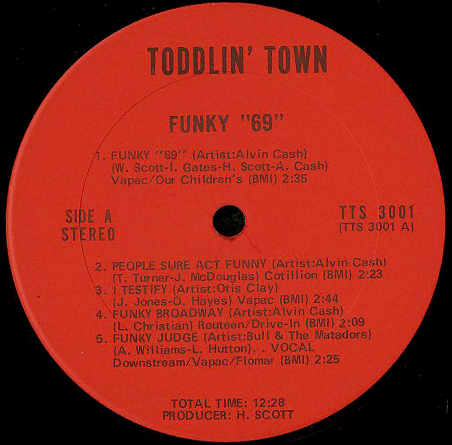 TODDLIN' TOWN
FUNKY "69"
1. FUNKY "69" (Artist:Alvin Cash)
(W. Scott-I. Gates-H. Scott-A. Cash)
Vapac/Our Children's (BMI) 2:35
SIDE A
STEREO
TTS 3001
(TTS 3001 A)
2. PEOPLE SURE ACT FUNNY (Artist:Alvin Cash)
(T. Turner-J. McDouglas) Cotillion (BMI) 2:23
3. I TESTIFY (Artist:Otis Clay)
(J. Jones-O. Hayes) Vapac (BMI) 2:44
4. FUNKY BROADWAY (Artist:Alvin Cash)
(L. Christian) Routeen/Drive-In (BMI) 2:09
5. FUNKY JUDGE (Artist:Bull & The Matadors)
(A. Williams-L. Hutton). . VOCAL
Downstream/Vapac/Flomar (BMI) 2:25
TOTAL TIME: 12:28
PRODUCER: H. SCOTT